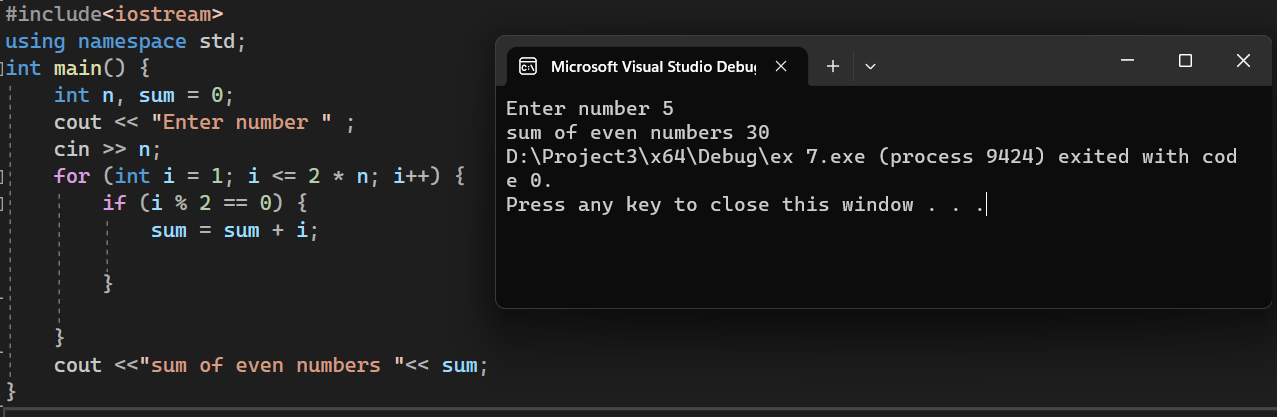 #include<iostream>
using namespace std;
int main() {
int n, sum = 0;
cout << "Enter number " ;
cin >> n;
for (int i = 1; i <= 2 * n; i++) {
if (i % 2 == 0) {
sum = sum + i;
}
}
cout <<"sum of even numbers "<< sum;
}
Microsoft Visual Studio Debu
Enter number 5
sum of even numbers 30
D:\Project3\x64\Debug\ex 7.exe (process 9424) exited with cod
e 0.
Press any key to close this window . . .